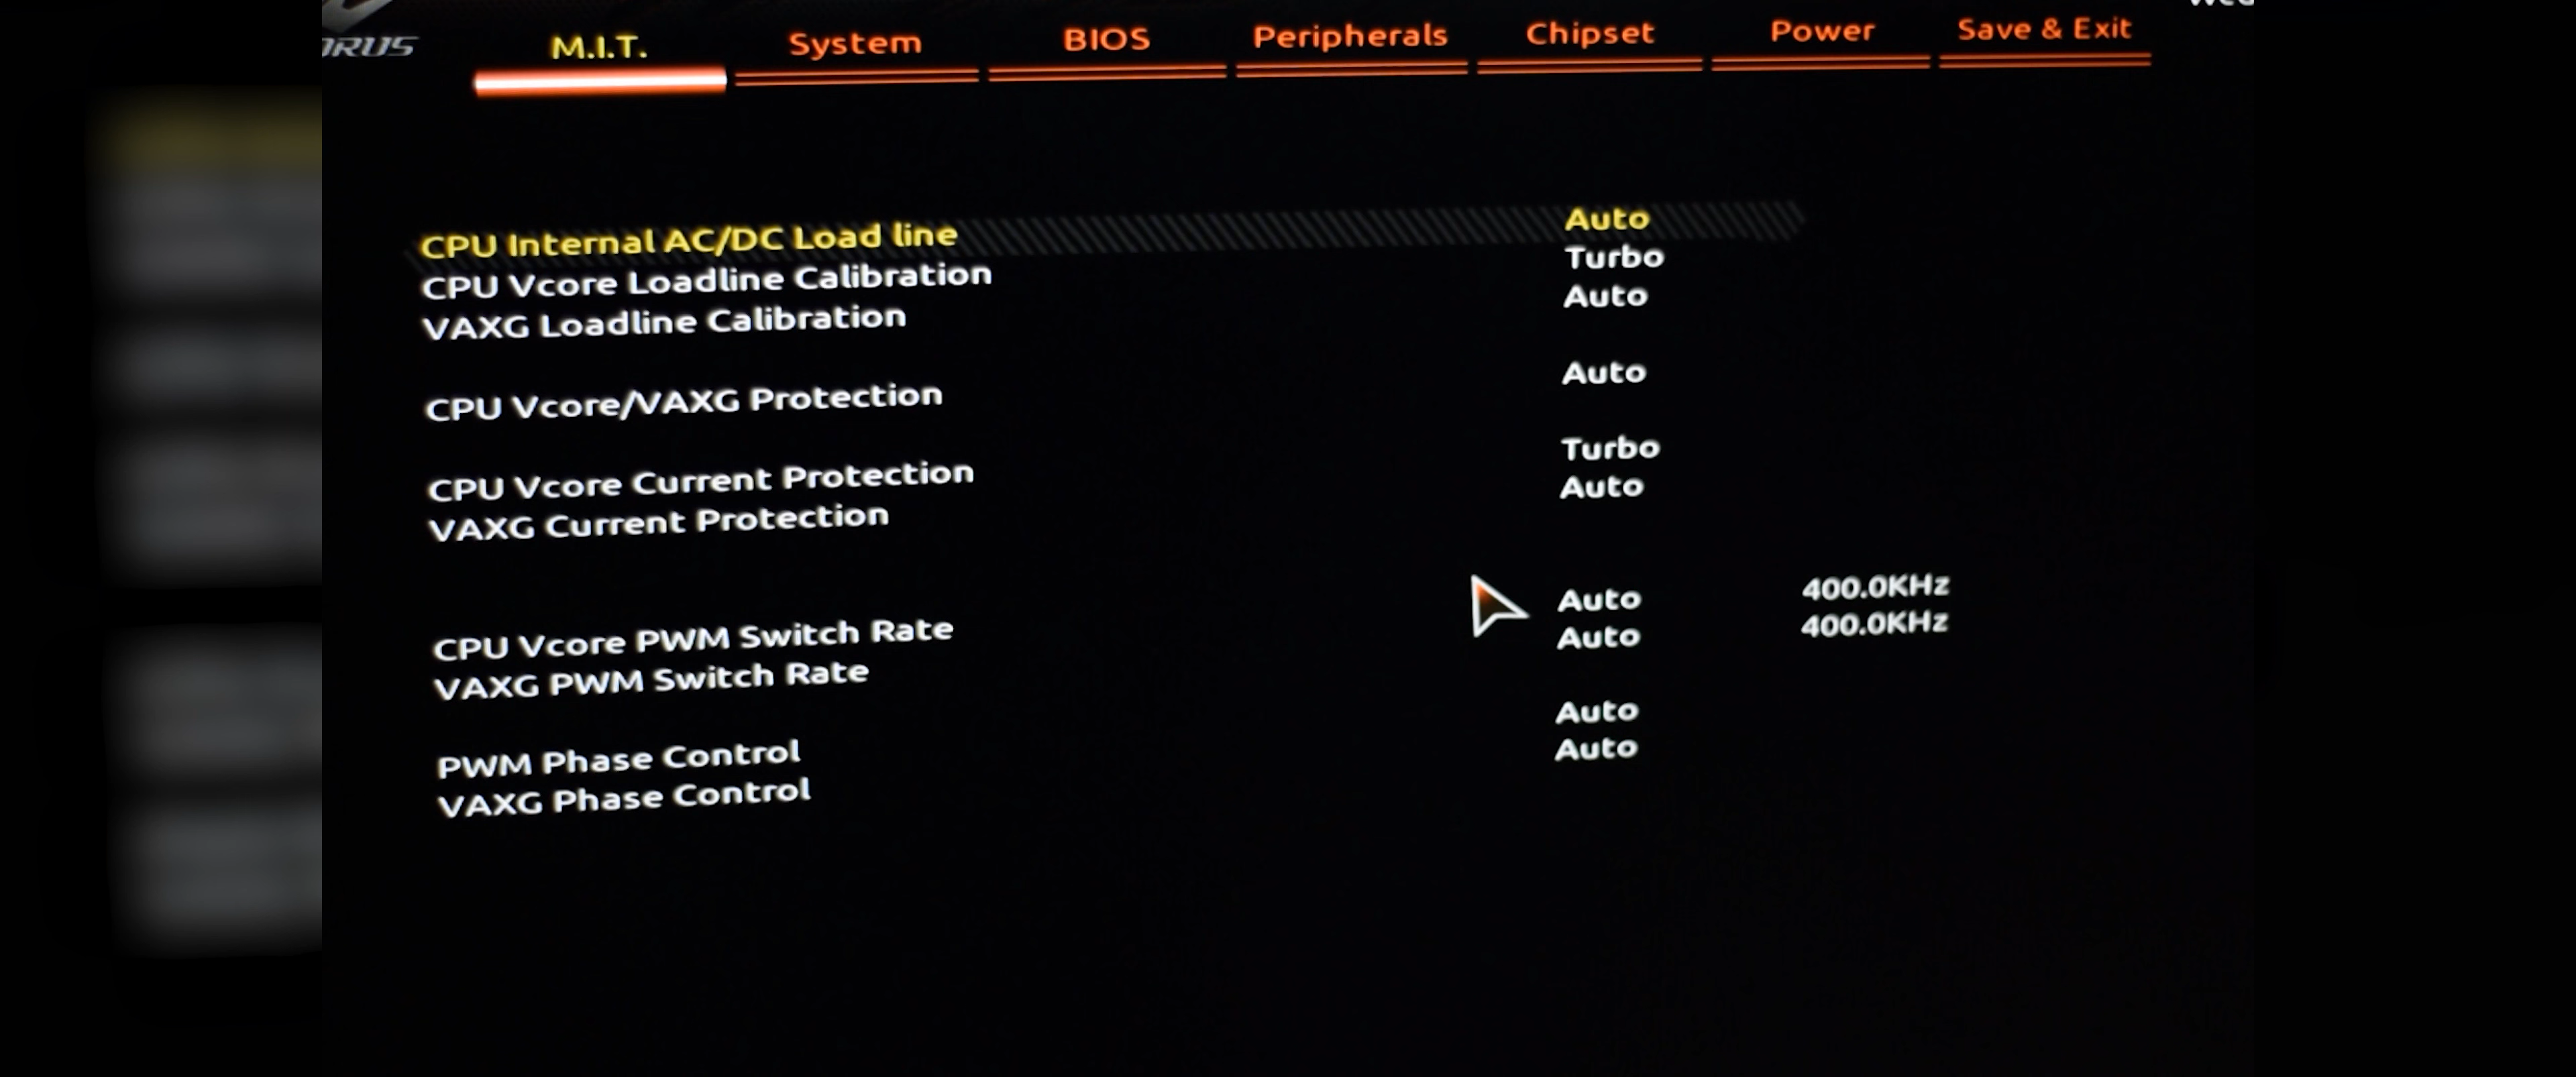 M.I.T. System BIOS Peripherals Chipset Power Save & Exit
CPU Internal AC/DC Load line Auto
CPU Vcore Loadline Calibration Turbo
VAXG Loadline Calibration Auto
CPU Vcore/VAXG Protection Auto
CPU Vcore Current Protection Turbo
VAXG Current Protection Auto
CPU Vcore PWM Switch Rate Auto 400.0KHz
VAXG PWM Switch Rate Auto 400.0KHz
PWM Phase Control Auto
VAXG Phase Control Auto